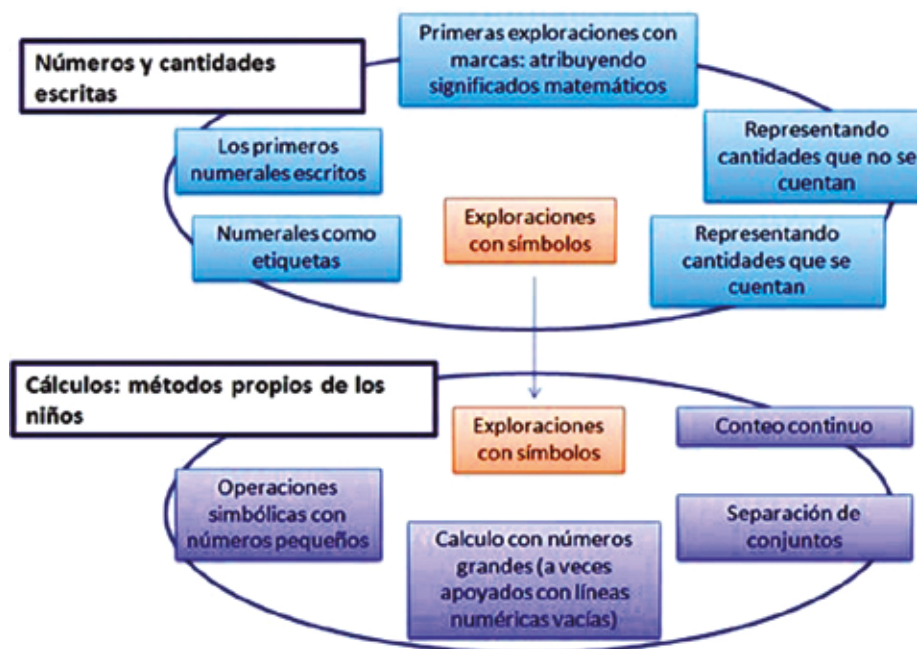 Números y cantidades
escritas
Primeras exploraciones con
marcas: atribuyendo
significados matemáticos
Los primeros
numerales escritos
Representando
cantidades que no se
cuentan
Numerales como
etiquetas
Exploraciones
con símbolos
Representando
cantidades que se
cuentan
Cálculos: métodos propios de los
niños
Exploraciones
con símbolos
Conteo continuo
Operaciones
simbólicas con
números pequeños
Calculo con números
grandes (a veces
apoyados con líneas
numéricas vacías)
Separación de
conjuntos